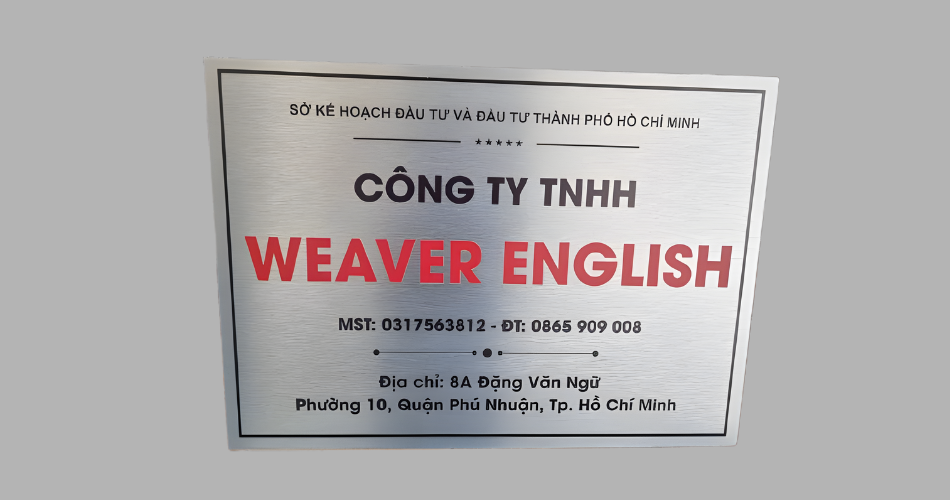 SỞ KẾ HOẠCH ĐẦU TƯ VÀ ĐẦU TƯ THÀNH PHỐ HỒ CHÍ MINH
CÔNG TY TNHH
WEAVER ENGLISH
MST: 0317563812 - ĐT: 0865 909 008
Địa chỉ: 8A Đặng Văn Ngữ
Phường 10, Quận Phú Nhuận, Tp. Hồ Chí Minh